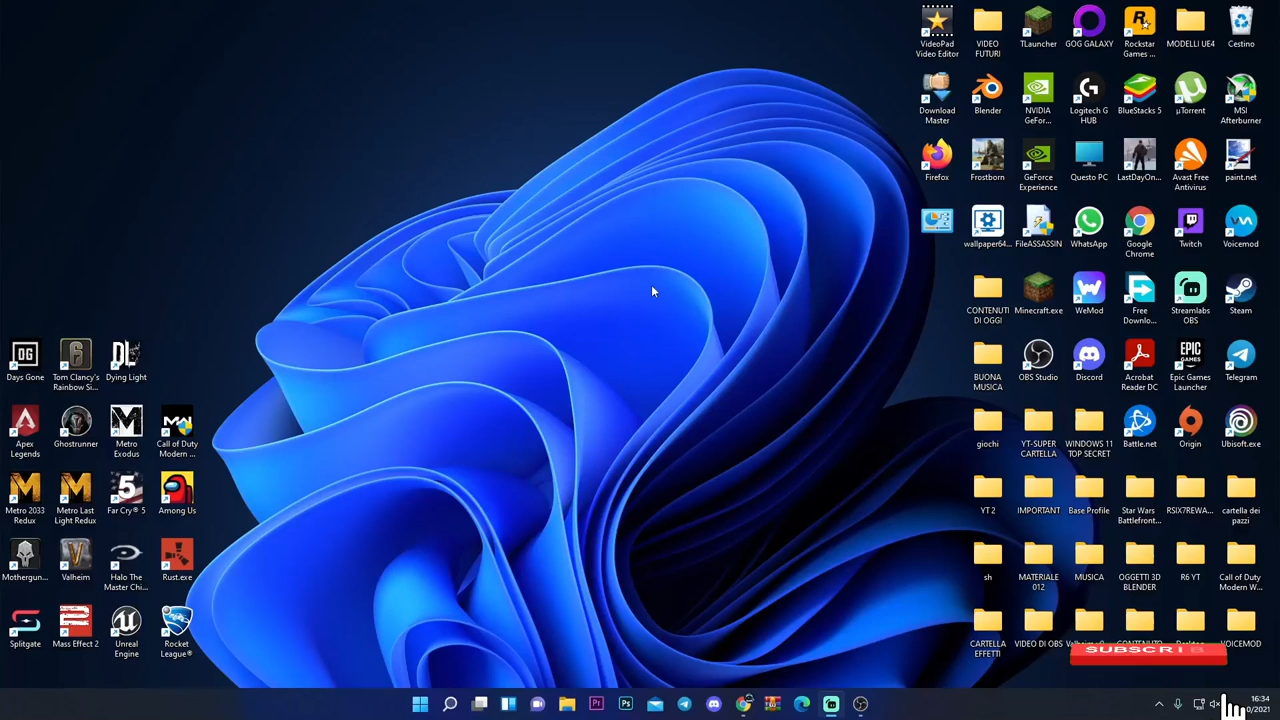 VideoPad
Video Editor
VIDEO
FUTURI
TLauncher
GOG GALAXY
Rockstar
Games ...
MODELLI UE4
Cestino
Download
Master
Blender
NVIDIA
GeFor...
Logitech G
HUB
BlueStacks 5
µTorrent
MSI
Afterburner
Firefox
Frostborn
GeForce
Experience
Questo PC
LastDayOn...
Avast Free
Antivirus
paint.net
wallpaper64...
FileASSASSIN
WhatsApp
Google
Chrome
Twitch
Voicemod
CONTENUTI
DI OGGI
Minecraft.exe
WeMod
Free
Downlo...
Streamlabs
OBS
Steam
Days Gone
Tom Clancy's
Rainbow Si...
Dying Light
BUONA
MUSICA
OBS Studio
Discord
Acrobat
Reader DC
Epic Games
Launcher
Telegram
Apex
Legends
Ghostrunner
Metro
Exodus
Call of Duty
Modern ...
giochi
YT-SUPER
CARTELLA
WINDOWS 11
TOP SECRET
Battle.net
Origin
Ubisoft.exe
Metro 2033
Redux
Metro Last
Light Redux
Far Cry® 5
Among Us
YT 2
IMPORTANT
Base Profile
Star Wars
Battlefront...
RSIX7REWA...
cartella dei
pazzi
Mothergun...
Valheim
Halo The
Master Chi...
Rust.exe
sh
MATERIALE
012
MUSICA
OGGETTI 3D
BLENDER
R6 YT
Call of Duty
Modern W...
Splitgate
Mass Effect 2
Unreal
Engine
Rocket
League®
CARTELLA
EFFETTI
VIDEO DI OBS
VOICEMOD
SUBSCRIB
16:34